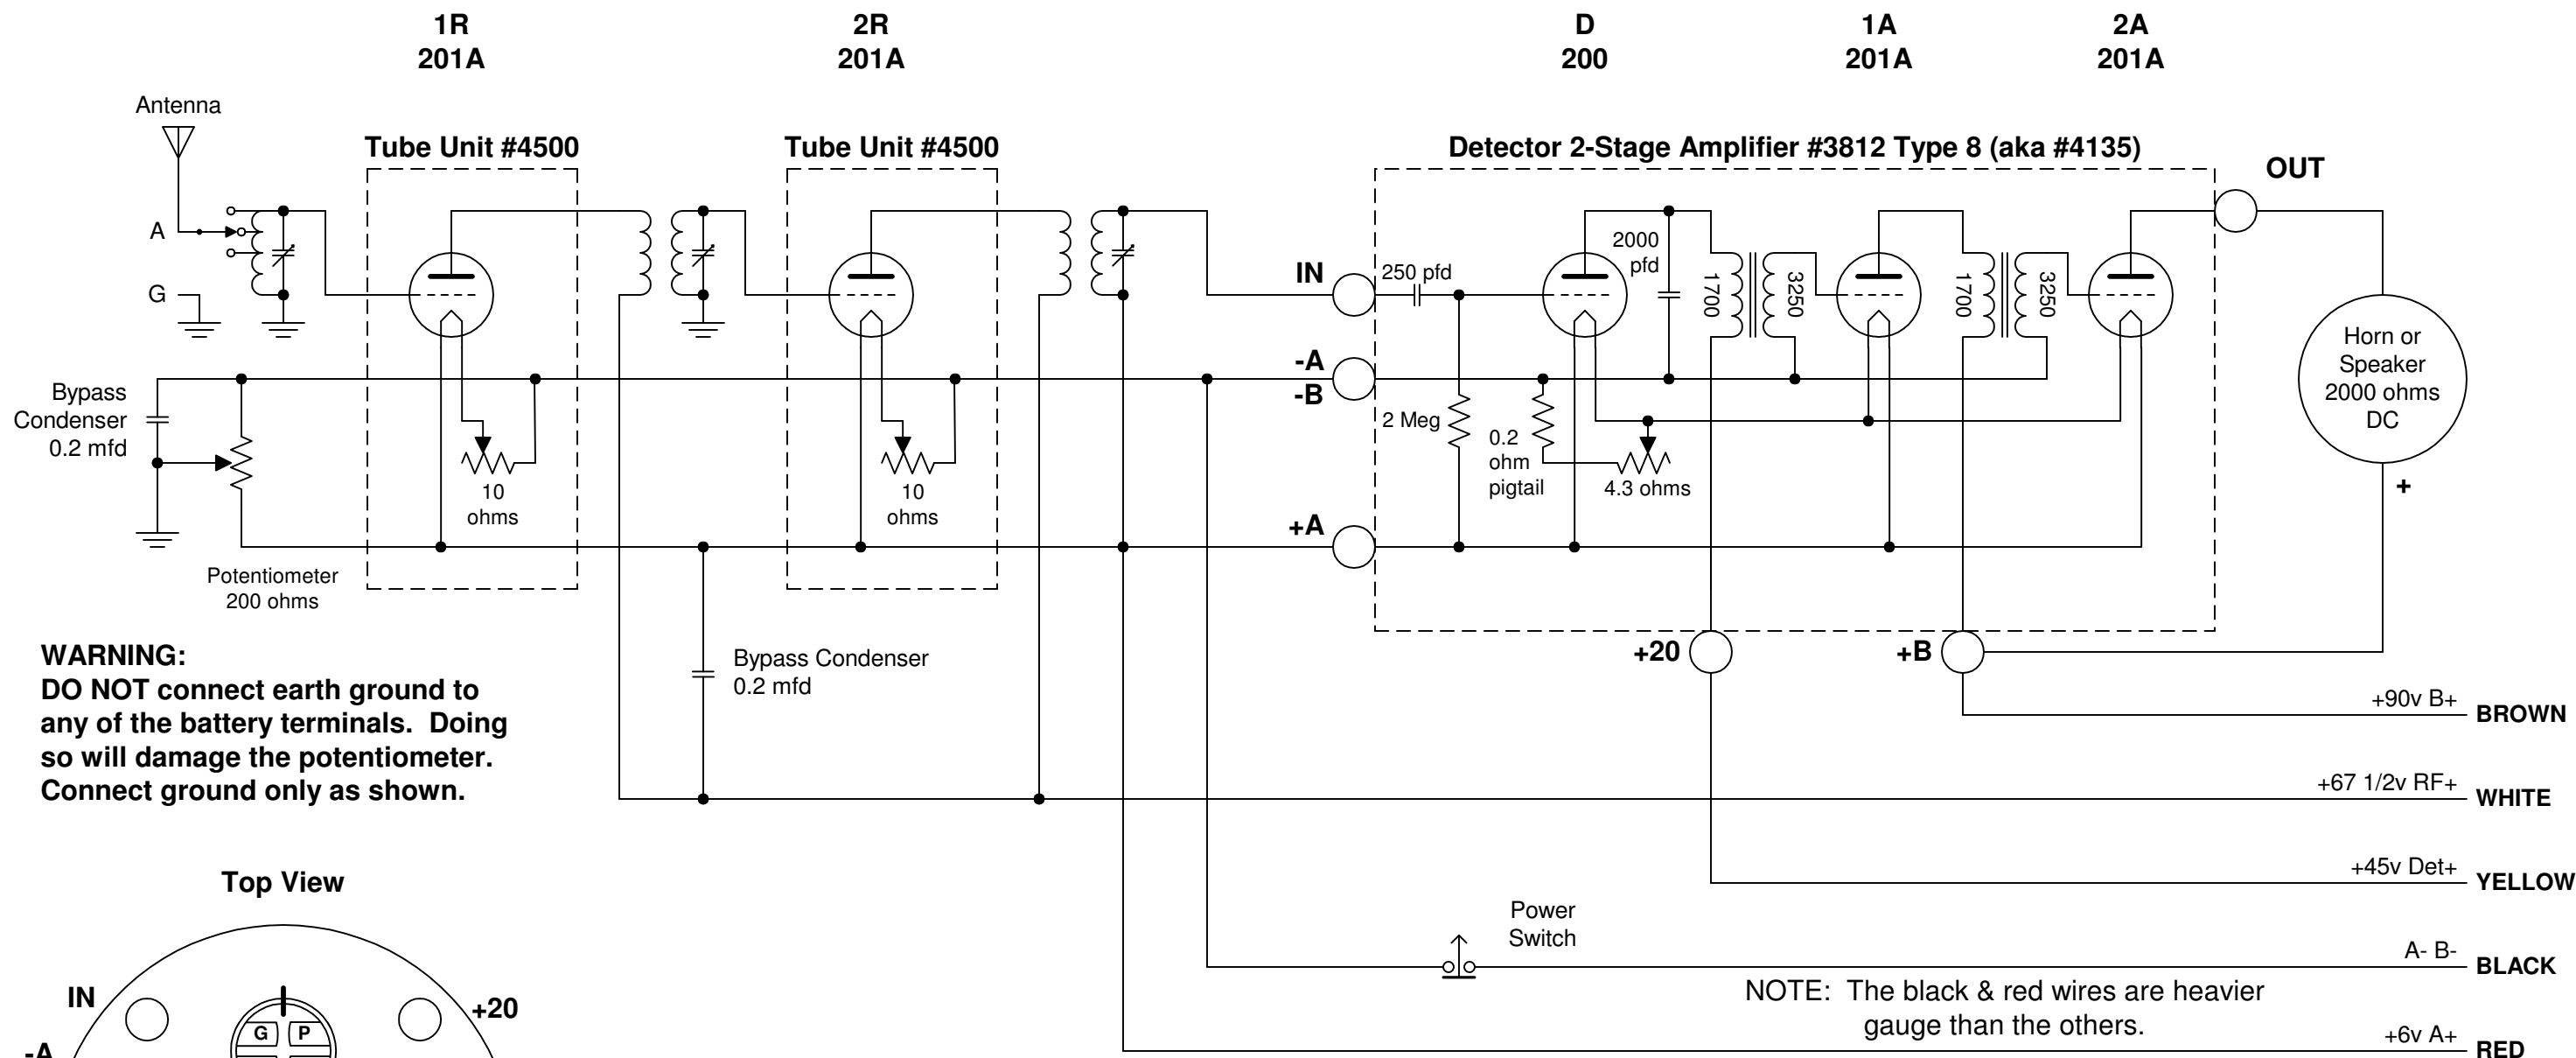 1R
201A
2R
201A
D
200
1A
201A
2A
201A
Antenna
Tube Unit #4500
Tube Unit #4500
Detector 2-Stage Amplifier #3812 Type 8 (aka #4135)
OUT
A
G
IN
250 pfd
2000
pfd
1700
3250
1700
3250
-A
-B
Horn or
Speaker
2000 ohms
DC
+
Bypass
Condenser
0.2 mfd
10
ohms
10
ohms
2 Meg
0.2
ohm
pigtail
4.3 ohms
+A
Potentiometer
200 ohms
WARNING:
DO NOT connect earth ground to
any of the battery terminals. Doing
so will damage the potentiometer.
Connect ground only as shown.
Bypass Condenser
0.2 mfd
+20
+B
+90v B+
BROWN
+67 1/2v RF+
WHITE
+45v Det+
YELLOW
Power
Switch
A- B-
BLACK
NOTE: The black & red wires are heavier
gauge than the others.
+6v A+
RED
Top View
IN
+20
G
P
-A